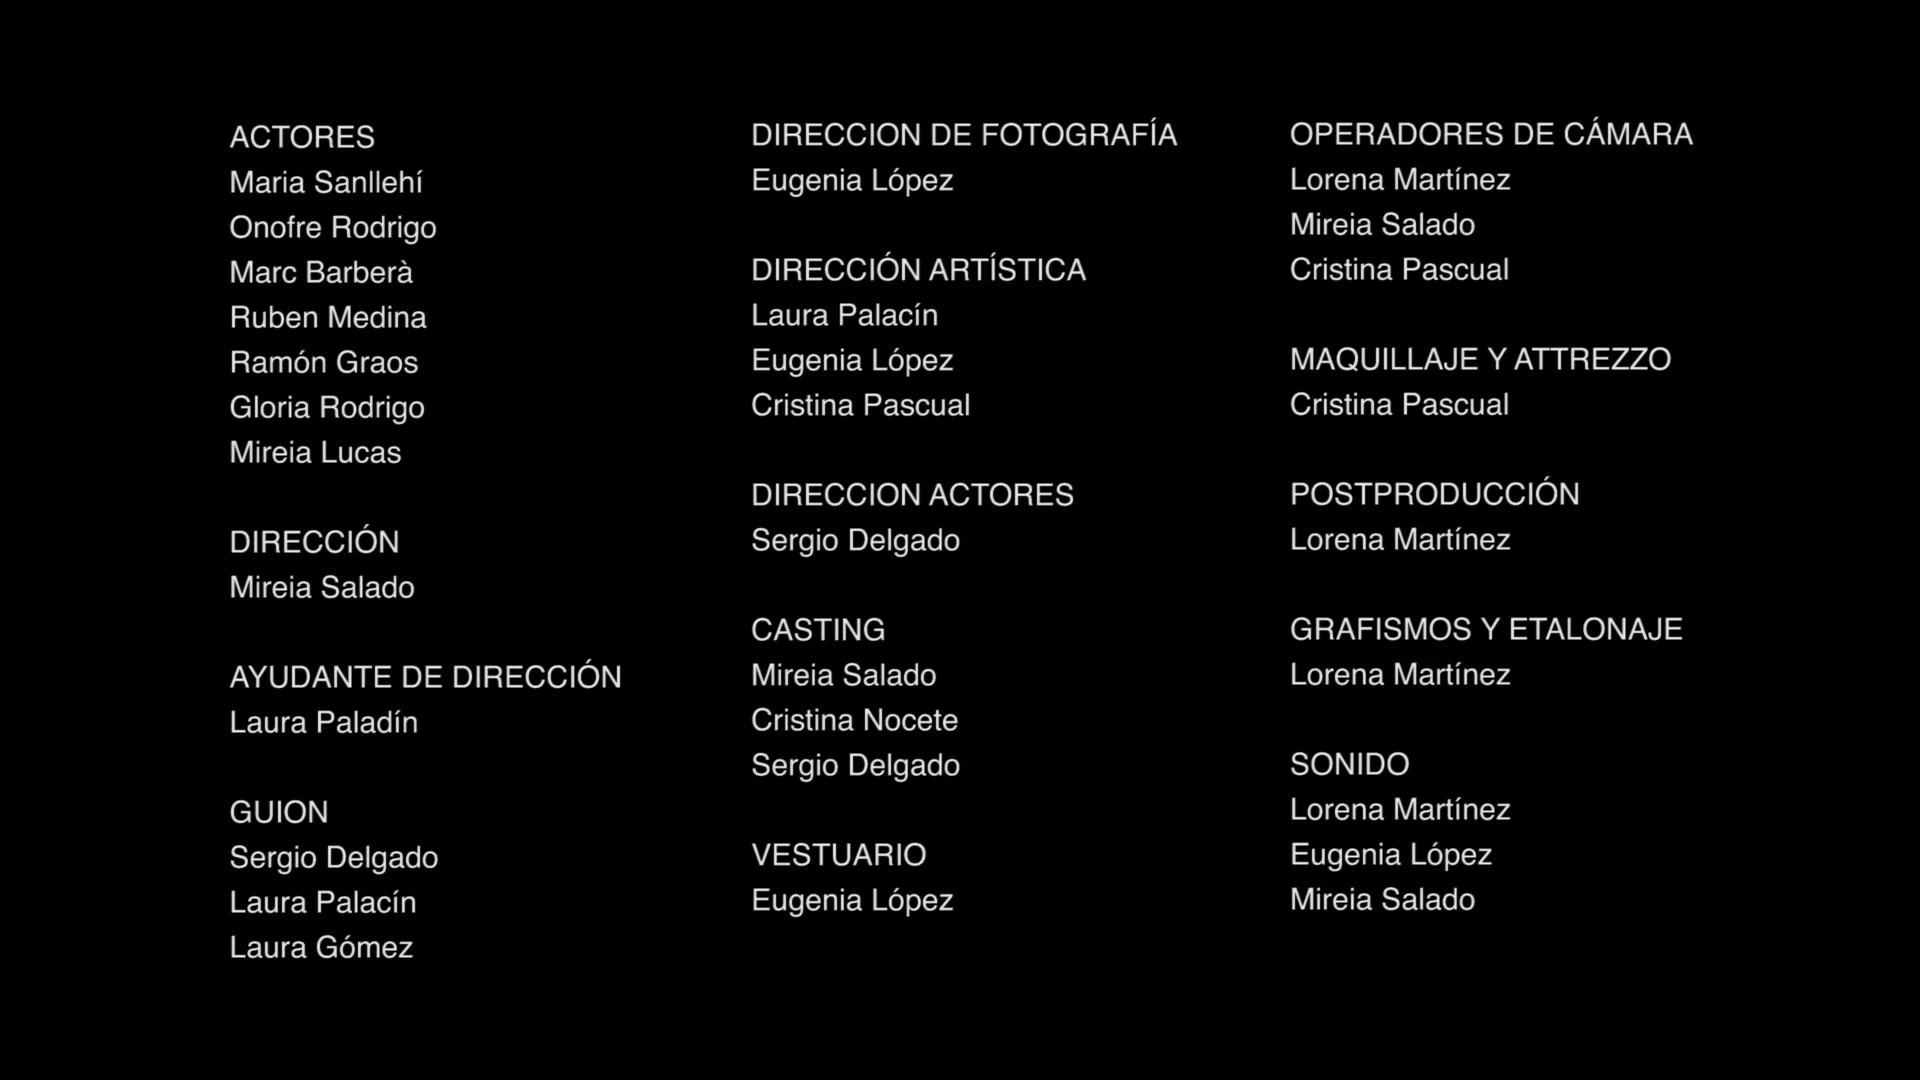 ACTORES
Maria Sanllehí
Onofre Rodrigo
Marc Barberà
Ruben Medina
Ramón Graos
Gloria Rodrigo
Mireia Lucas
DIRECCIÓN
Mireia Salado
AYUDANTE DE DIRECCIÓN
Laura Paladín
GUION
Sergio Delgado
Laura Palacín
Laura Gómez
DIRECCION DE FOTOGRAFÍA
Eugenia López
DIRECCIÓN ARTÍSTICA
Laura Palacín
Eugenia López
Cristina Pascual
DIRECCION ACTORES
Sergio Delgado
CASTING
Mireia Salado
Cristina Nocete
Sergio Delgado
VESTUARIO
Eugenia López
OPERADORES DE CÁMARA
Lorena Martínez
Mireia Salado
Cristina Pascual
MAQUILLAJE Y ATTREZZO
Cristina Pascual
POSTPRODUCCIÓN
Lorena Martínez
GRAFISMOS Y ETALONAJE
Lorena Martínez
SONIDO
Lorena Martínez
Eugenia López
Mireia Salado